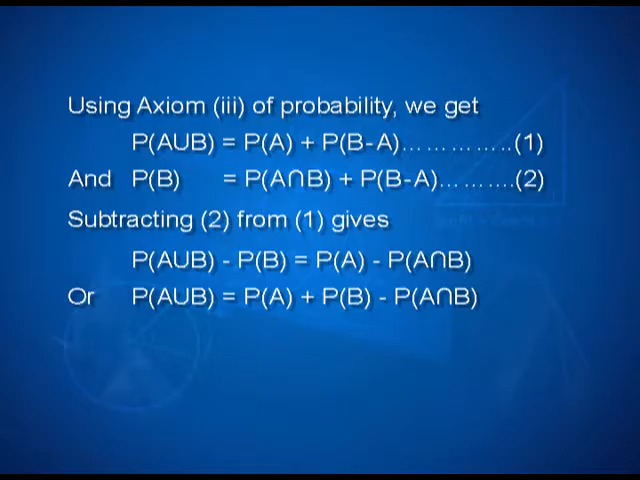 Using Axiom (iii) of probability, we get
P(AUB) = P(A) + P(B-A)..............(1)
And P(B) = P(A∩B) + P(B-A)..........(2)
Subtracting (2) from (1) gives
P(AUB) - P(B) = P(A) - P(A∩B)
Or P(AUB) = P(A) + P(B) - P(A∩B)